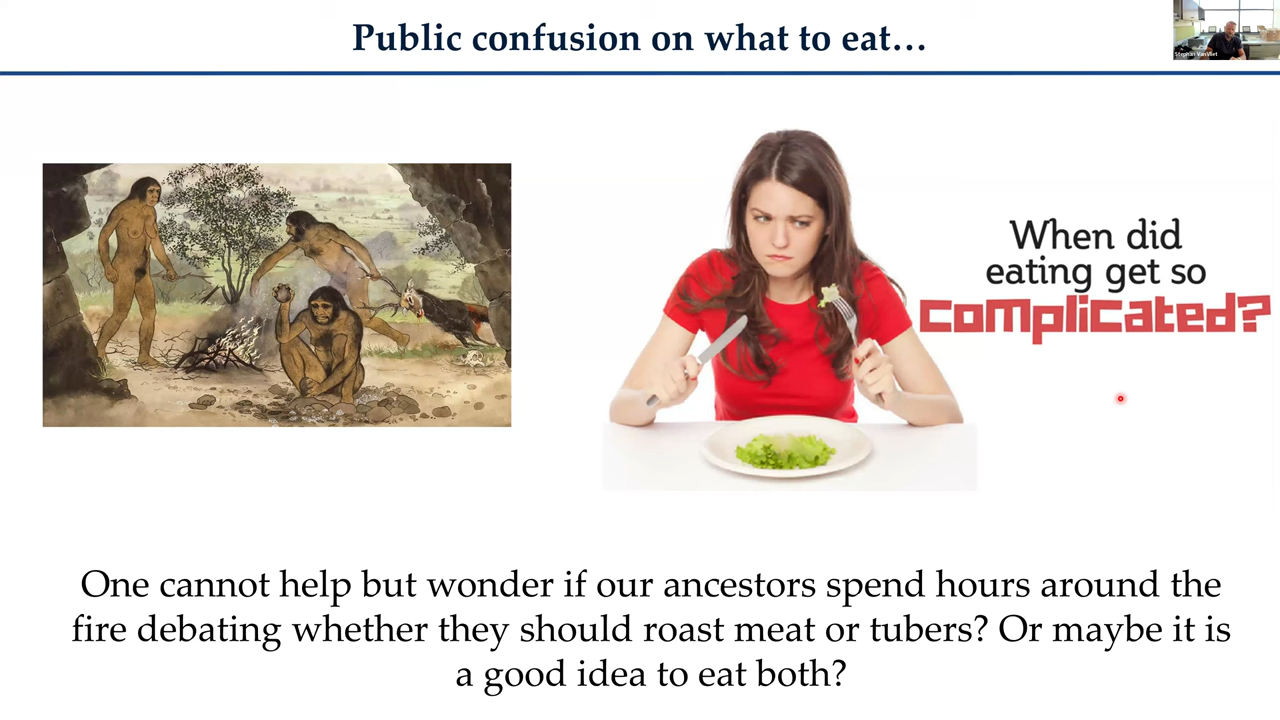 Public confusion on what to eat…
Stephan VanVliet
When did
eating get so
complicated?
One cannot help but wonder if our ancestors spend hours around the
fire debating whether they should roast meat or tubers? Or maybe it is
a good idea to eat both?